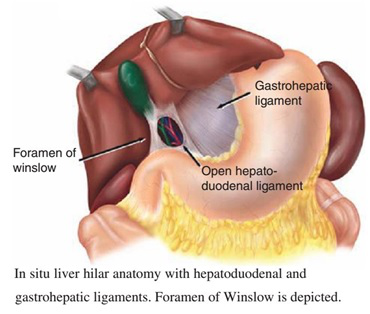 Gastrohepatic
ligament
Foramen of
winslow
Open hepato-
duodenal ligament
In situ liver hilar anatomy with hepatoduodenal and
gastrohepatic ligaments. Foramen of Winslow is depicted.